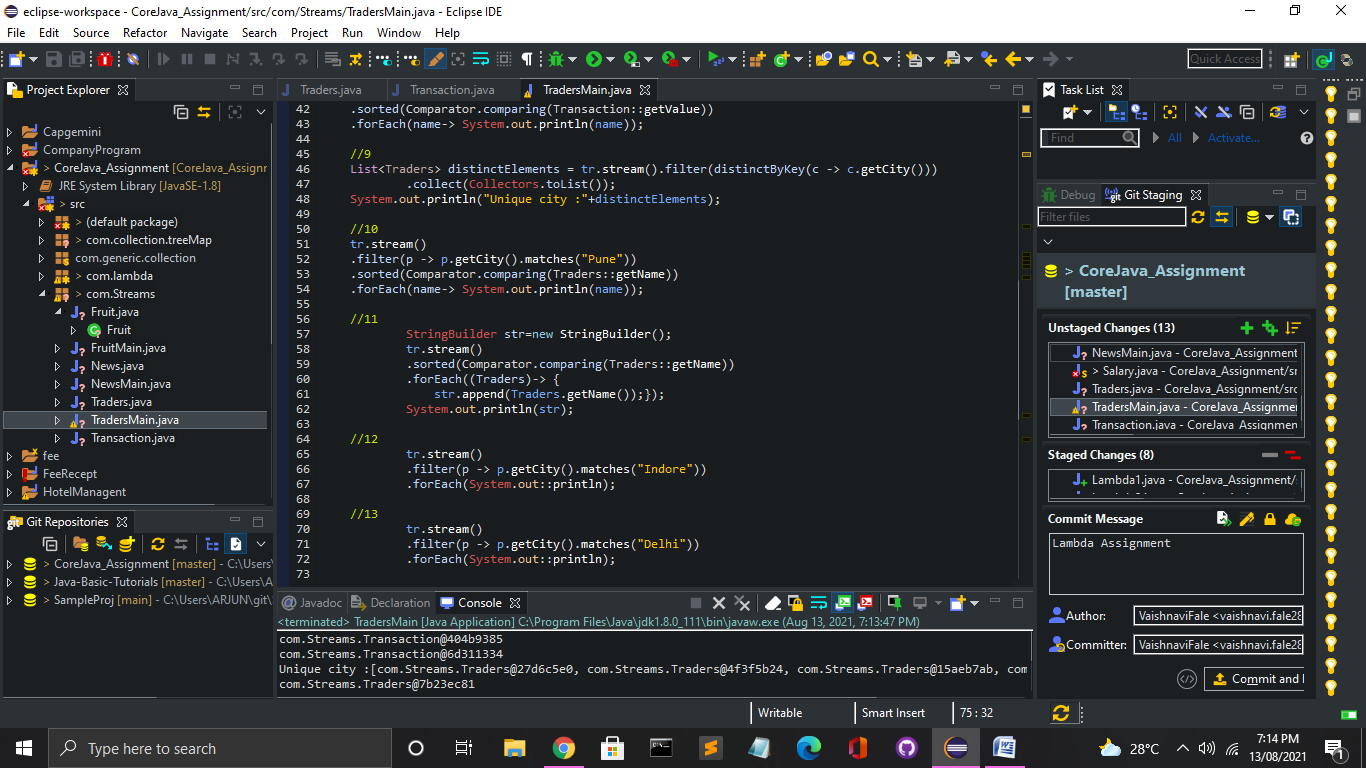 eclipse-workspace - CoreJava_Assignment/src/com/Streams/TradersMain.java - Eclipse IDE
File Edit Source Refactor Navigate Search Project Run Window Help
Quick Access
Project Explorer
Capgemini
CompanyProgram
> CoreJava_Assignment [CoreJava_Assignr
JRE System Library [JavaSE-1.8]
> src
> (default package)
> com.collection.treeMap
com.generic.collection
> com.lambda
> com.Streams
Fruit.java
Fruit
FruitMain.java
News.java
NewsMain.java
Traders.java
TradersMain.java
Transaction.java
fee
FeeRecept
HotelManagent
Git Repositories
> CoreJava_Assignment [master] - C:\Users\
> Java-Basic-Tutorials [master] - C:\Users\A
> SampleProj [main] - C:\Users\ARJUN\git\
Traders.java Transaction.java TradersMain.java
42 .sorted(Comparator.comparing(Transaction::getValue))
43 .forEach(name-> System.out.println(name));
44
45 //9
46 List<Traders> distinctElements = tr.stream().filter(distinctByKey(c -> c.getCity()))
47 .collect(Collectors.toList());
48 System.out.println("Unique city :"+distinctElements);
49
50 //10
51 tr.stream()
52 .filter(p -> p.getCity().matches("Pune"))
53 .sorted(Comparator.comparing(Traders::getName))
54 .forEach(name-> System.out.println(name));
55
56 //11
57 StringBuilder str=new StringBuilder();
58 tr.stream()
59 .sorted(Comparator.comparing(Traders::getName))
60 .forEach((Traders)-> {
61 str.append(Traders.getName());});
62 System.out.println(str);
63
64 //12
65 tr.stream()
66 .filter(p -> p.getCity().matches("Indore"))
67 .forEach(System.out::println);
68
69 //13
70 tr.stream()
71 .filter(p -> p.getCity().matches("Delhi"))
72 .forEach(System.out::println);
73
@ Javadoc Declaration Console
<terminated> TradersMain [Java Application] C:\Program Files\Java\jdk1.8.0_111\bin\javaw.exe (Aug 13, 2021, 7:13:47 PM)
com.Streams.Transaction@404b9385
com.Streams.Transaction@6d311334
Unique city :[com.Streams.Traders@27d6c5e0, com.Streams.Traders@4f3f5b24, com.Streams.Traders@15aeb7ab, com
com.Streams.Traders@7b23ec81
Task List
Find All Activate...
Debug Git Staging
Filter files
> CoreJava_Assignment
[master]
Unstaged Changes (13)
NewsMain.java - CoreJava_Assignment
> Salary.java - CoreJava_Assignment/sr
Traders.java - CoreJava_Assignment/src
TradersMain.java - CoreJava_Assignmer
Transaction.java - CoreJava_Assignment
Staged Changes (8)
Lambda1.java - CoreJava_Assignment/
Commit Message
Lambda Assignment
Author: VaishnaviFale <vaishnavi.fale28
Committer: VaishnaviFale <vaishnavi.fale28
Commit and
Writable Smart Insert 75 : 32
Type here to search
28°C
7:14 PM
13/08/2021
1